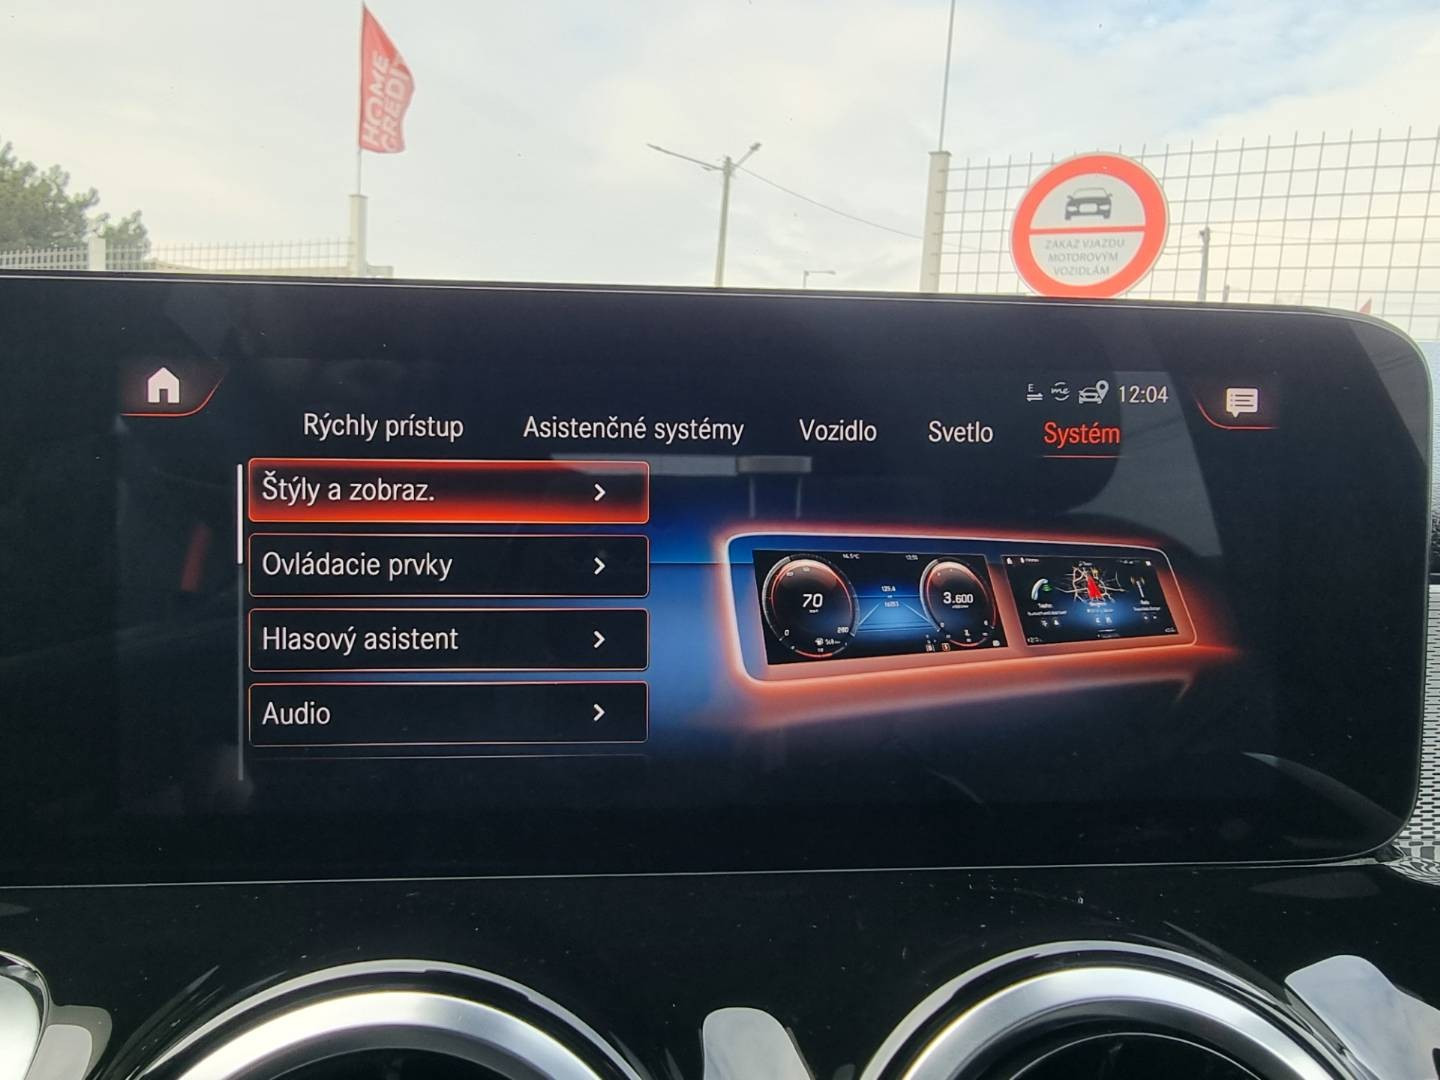 HOME
CREDIT
ZÁKAZ VJAZDU
MOTOROVÝM
VOZIDLÁM
E
me
12:04
Rýchly prístup
Asistenčné systémy
Vozidlo
Svetlo
Systém
Štýly a zobraz.
Ovládacie prvky
Hlasový asistent
Audio
70
3.600